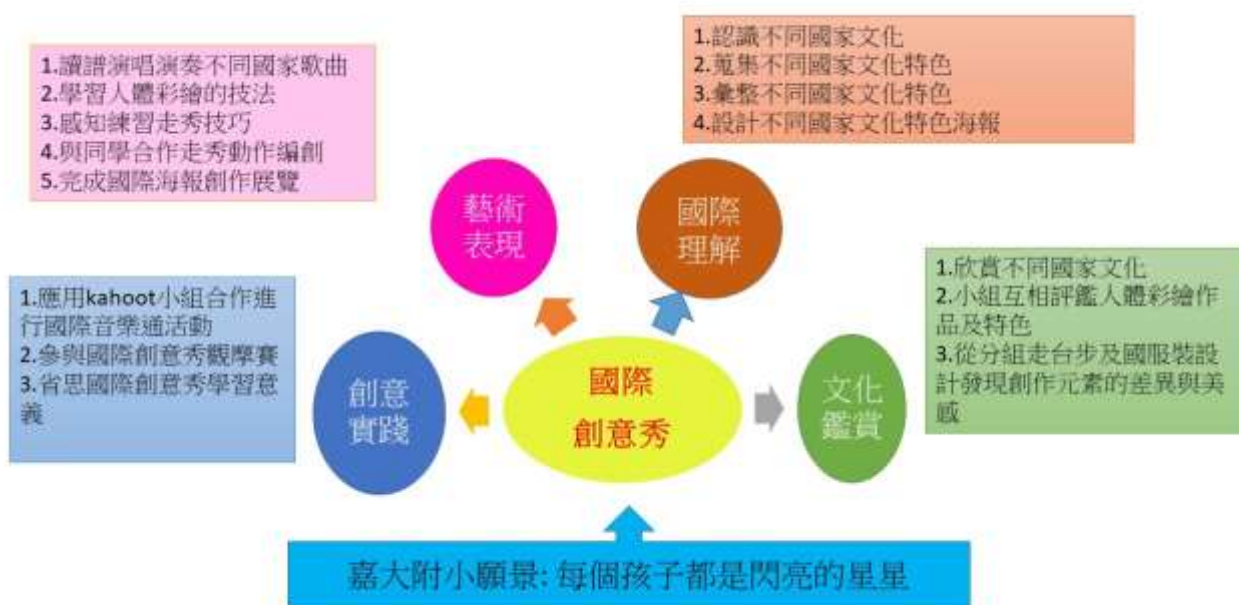 1.讀譜演唱演奏不同國家歌曲
2.學習人體彩繪的技法
3.感知練習走秀技巧
4.與同學合作走秀動作編創
5.完成國際海報創作展覽
1.認識不同國家文化
2.蒐集不同國家文化特色
3.彙整不同國家文化特色
4.設計不同國家文化特色海報
藝術
表現
國際
理解
1.應用kahoot小組合作進
行國際音樂通活動
2.參與國際創意秀觀摩賽
3.省思國際創意秀學習意
義
創意
實踐
國際
創意秀
文化
鑑賞
1.欣賞不同國家文化
2.小組互相評鑑人體彩繪作
品及特色
3.從分組走台步及國服裝設
計發現創作元素的差異與美
感
嘉大附小願景: 每個孩子都是閃亮的星星